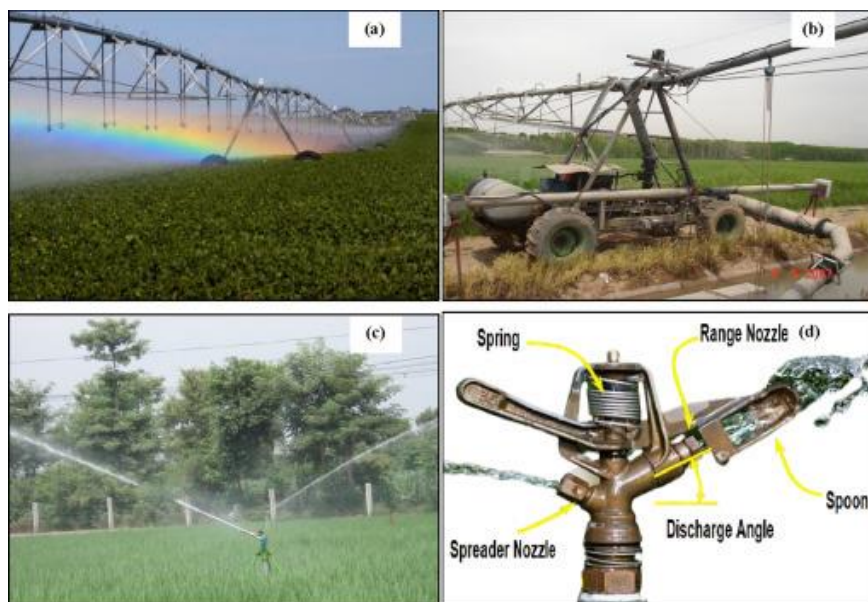 (a)
(b)
(c)
(d)
Spring
Range Nozzle
Spoon
Discharge Angle
Spreader Nozzle